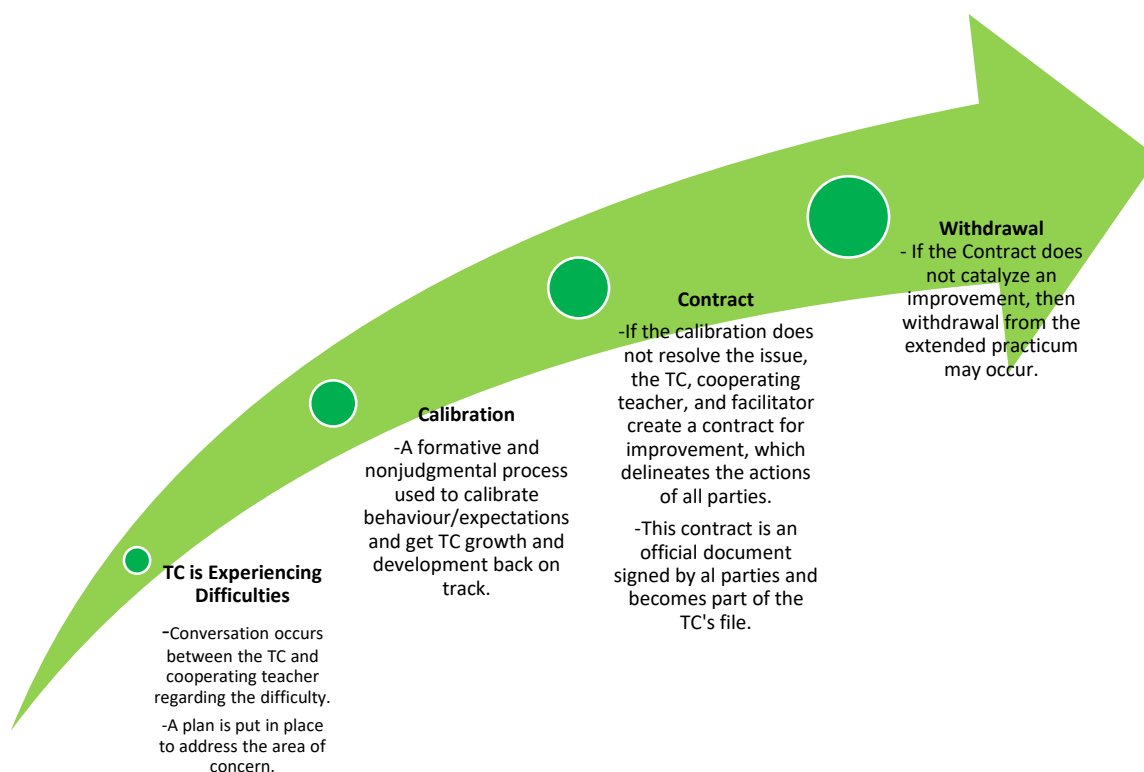 TC is Experiencing
Difficulties
-Conversation occurs
between the TC and
cooperating teacher
regarding the difficulty.
-A plan is put in place
to address the area of
concern.
Calibration
-A formative and
nonjudgmental process
used to calibrate
behaviour/expectations
and get TC growth and
development back on
track.
Contract
-If the calibration does
not resolve the issue,
the TC, cooperating
teacher, and facilitator
create a contract for
improvement, which
delineates the actions
of all parties.
-This contract is an
official document
signed by al parties and
becomes part of the
TC's file.
Withdrawal
- If the Contract does
not catalyze an
improvement, then
withdrawal from the
extended practicum
may occur.